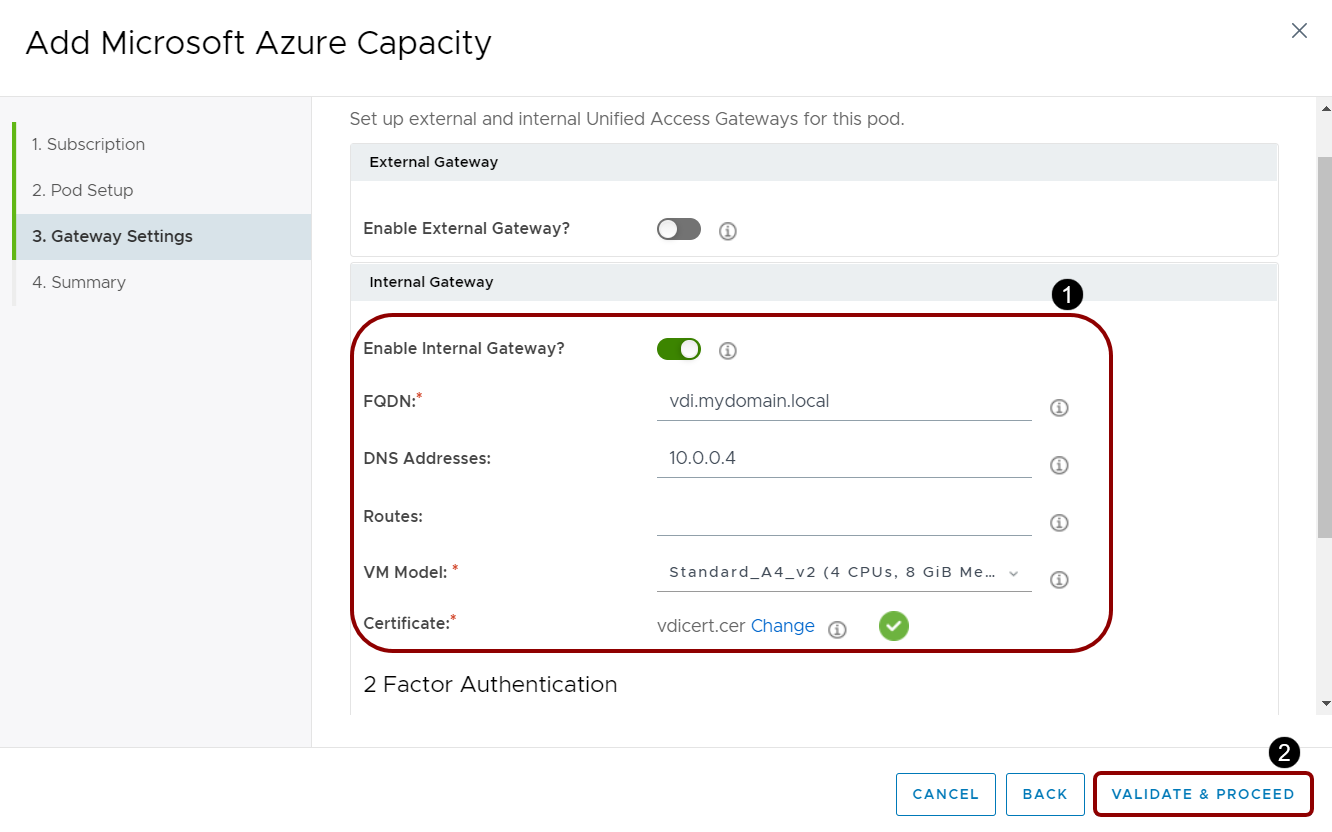 Add Microsoft Azure Capacity
1. Subscription
2. Pod Setup
3. Gateway Settings
4. Summary
Set up external and internal Unified Access Gateways for this pod.
External Gateway
Enable External Gateway?
Internal Gateway
1
Enable Internal Gateway?
FQDN:* vdi.mydomain.local
DNS Addresses: 10.0.0.4
Routes:
VM Model: * Standard_A4_v2 (4 CPUs, 8 GiB Me...
Certificate:* vdicert.cer Change
2 Factor Authentication
2
CANCEL BACK VALIDATE & PROCEED